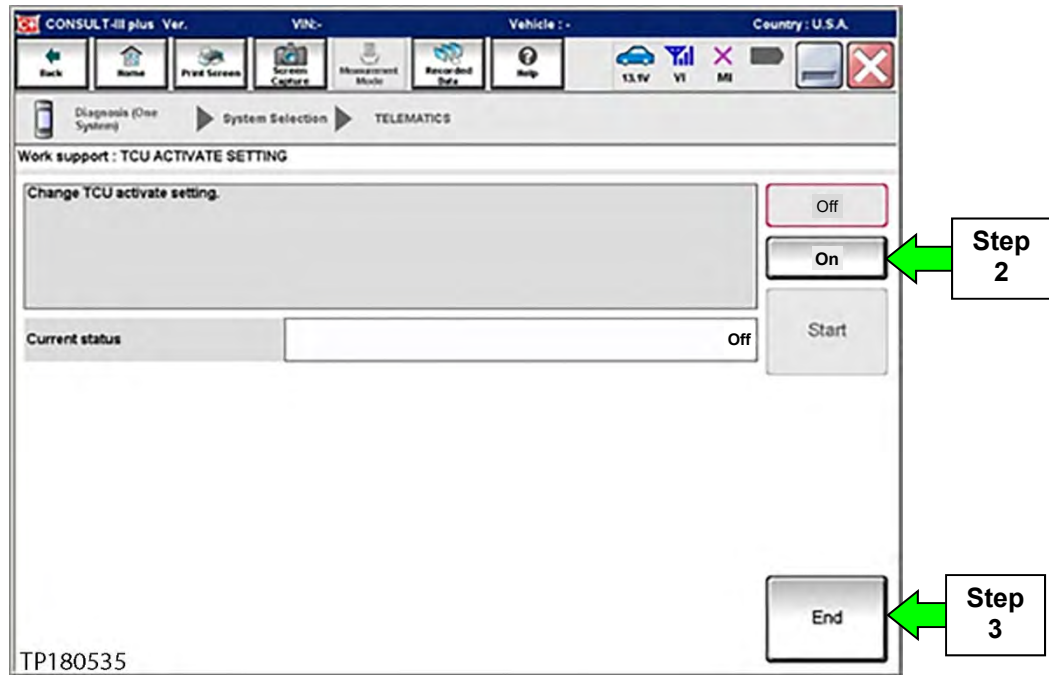 CONSULT-III plus Ver. VIN:- Vehicle : - Country : U.S.A.
Back Home Print Screen Screen Capture Measurement Mode Recorded Data Help 13.1V VI MI
Diagnosis (One System) System Selection TELEMATICS
Work support : TCU ACTIVATE SETTING
Change TCU activate setting.
Off
On
Step 2
Current status Off
Start
End
Step 3
TP180535